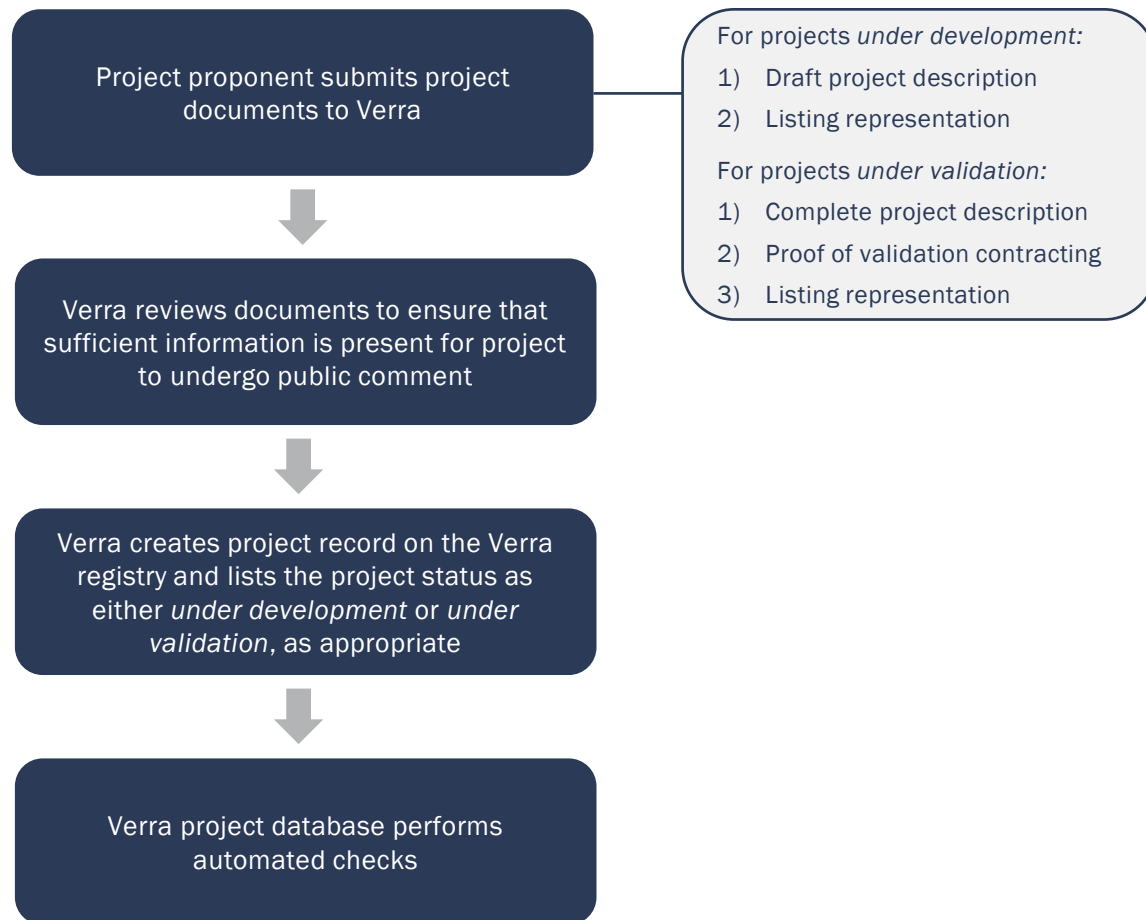 Project proponent submits project
documents to Verra
For projects under development:
1) Draft project description
2) Listing representation
For projects under validation:
1) Complete project description
2) Proof of validation contracting
3) Listing representation
Verra reviews documents to ensure that
sufficient information is present for project
to undergo public comment
Verra creates project record on the Verra
registry and lists the project status as
either under development or under
validation, as appropriate
Verra project database performs
automated checks